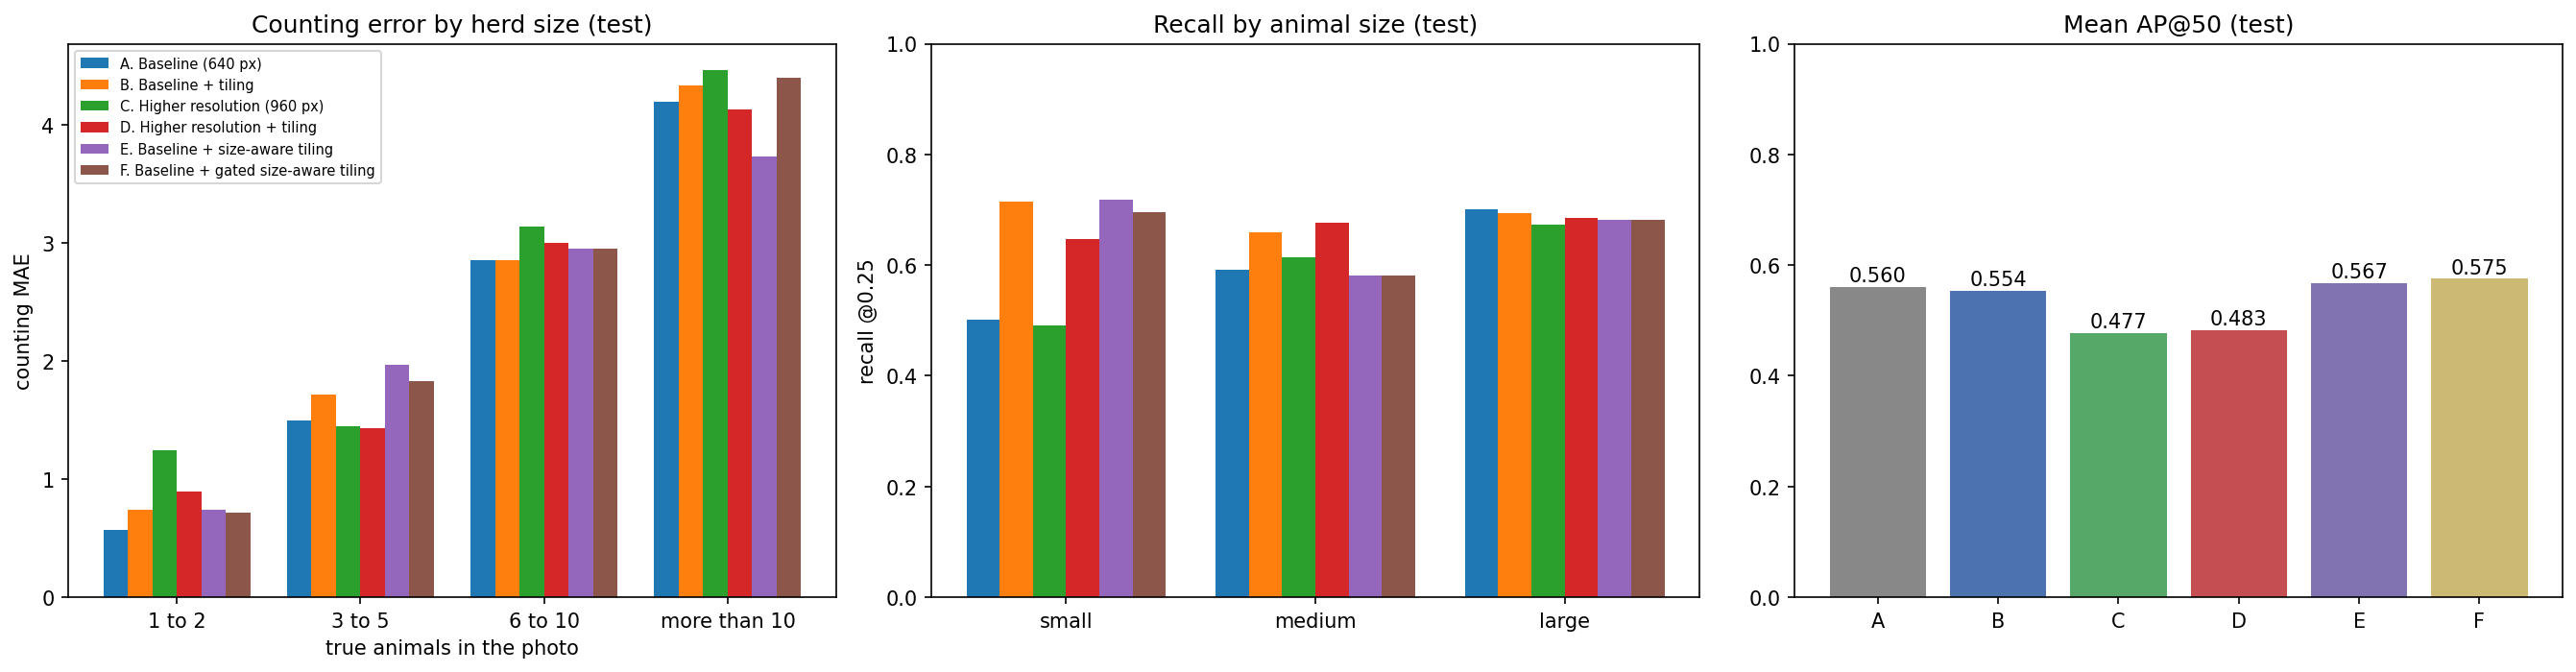 Counting error by herd size (test)
counting MAE
4
3
2
1
0
A. Baseline (640 px)
B. Baseline + tiling
C. Higher resolution (960 px)
D. Higher resolution + tiling
E. Baseline + size-aware tiling
F. Baseline + gated size-aware tiling
1 to 2 3 to 5 6 to 10 more than 10
true animals in the photo
Recall by animal size (test)
recall @0.25
1.0
0.8
0.6
0.4
0.2
0.0
small medium large
Mean AP@50 (test)
1.0
0.8
0.6
0.4
0.2
0.0
0.560 0.554 0.477 0.483 0.567 0.575
A B C D E F